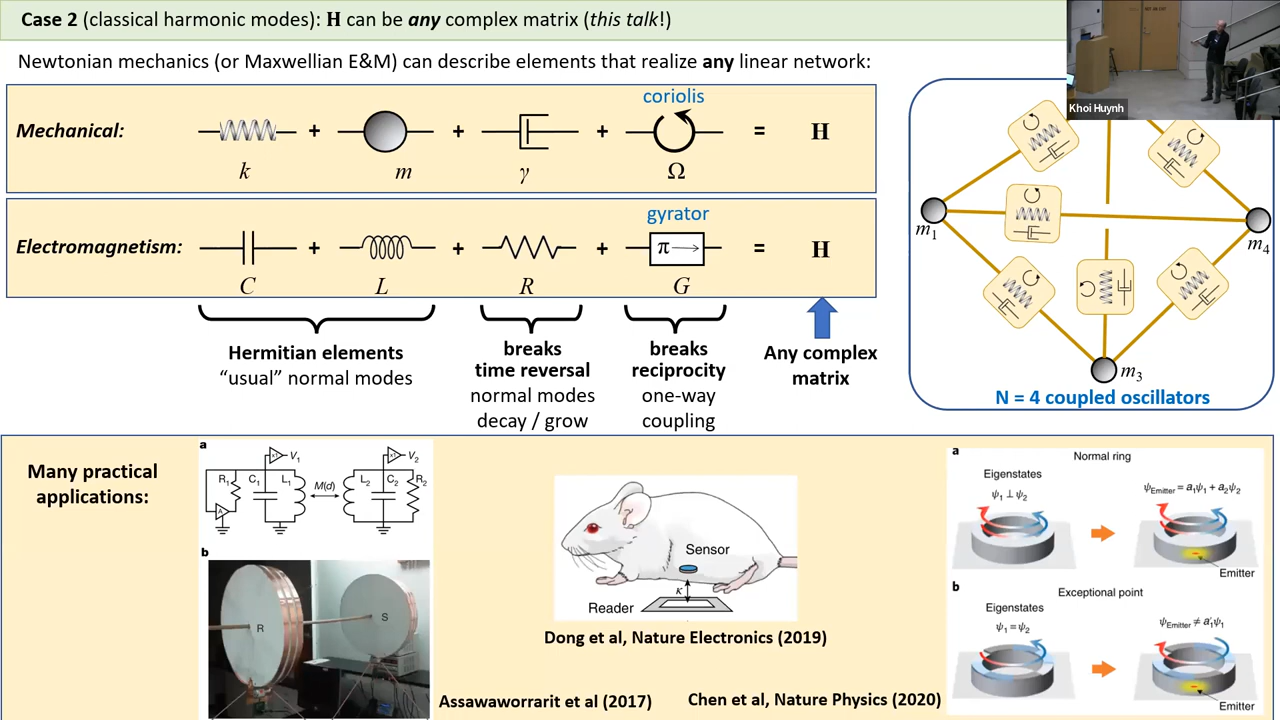 Case 2 (classical harmonic modes): H can be any complex matrix (this talk!)
Khoi Huynh
Newtonian mechanics (or Maxwellian E&M) can describe elements that realize any linear network:
coriolis
Mechanical: + + + = H
k m γ Ω
gyrator
Electromagnetism: + + + π → = H
C L R G
Hermitian elements
“usual” normal modes
breaks
time reversal
normal modes
decay / grow
breaks
reciprocity
one-way
coupling
Any complex
matrix
m1
m4
m3
N = 4 coupled oscillators
Many practical
applications:
a
V1
V2
R1 C1 L1 M(d) L2 C2 R2
A
b
R
S
Assawaworrarit et al (2017)
Sensor
κ
Reader
Dong et al, Nature Electronics (2019)
Chen et al, Nature Physics (2020)
a
Normal ring
Eigenstates
ψ1 ⊥ ψ2
ψEmitter = a1ψ1 + a2ψ2
Emitter
b
Exceptional point
Eigenstates
ψ1 = ψ2
ψEmitter ≠ a′1ψ1
Emitter